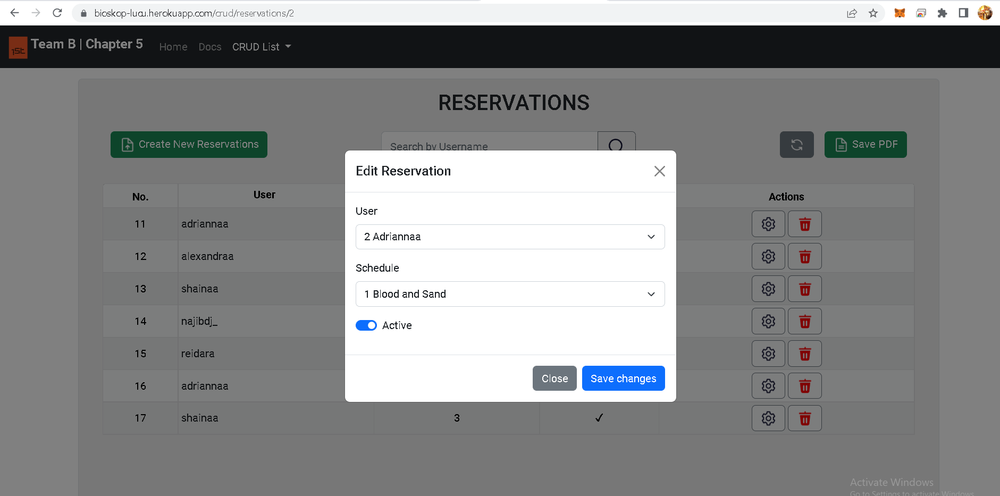 bioskop-lucu.herokuapp.com/crud/reservations/2
Team B | Chapter 5 Home Docs CRUD List
RESERVATIONS
Create New Reservations Search by Username Save PDF
Edit Reservation
No. User Actions
User
11 adriannaa
2 Adriannaa
12 alexandraa
Schedule
13 shainaa
1 Blood and Sand
14 najibdj_
Active
15 reidara
16 adriannaa
Close Save changes
17 shainaa 3 ✓
Activate Windows
Go to Settings to activate Windows.